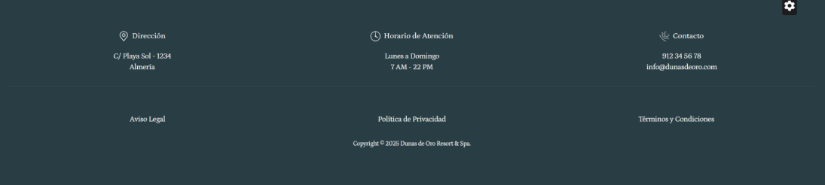 Dirección
Horario de Atención
Contacto
C/ Playa Sol - 1234
Lunes a Domingo
912 34 56 78
Almería
7 AM - 22 PM
info@dunasdeoro.com
Aviso Legal
Política de Privacidad
Términos y Condiciones
Copyright © 2025 Dunas de Oro Resort & Spa.